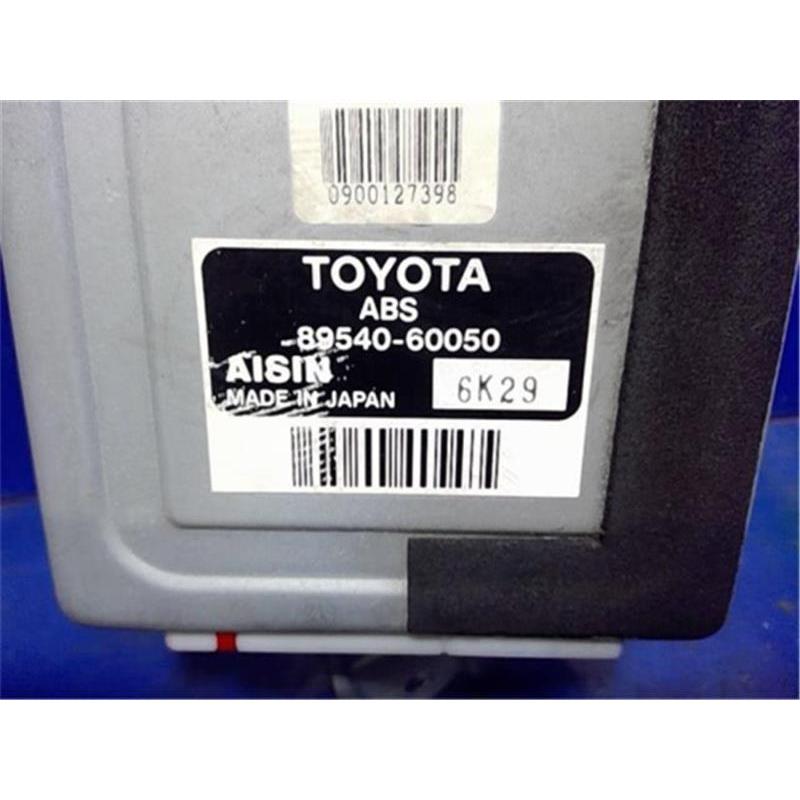 0900127398
TOYOTA
ABS
89540-60050
AISIN
MADE IN JAPAN
6K29